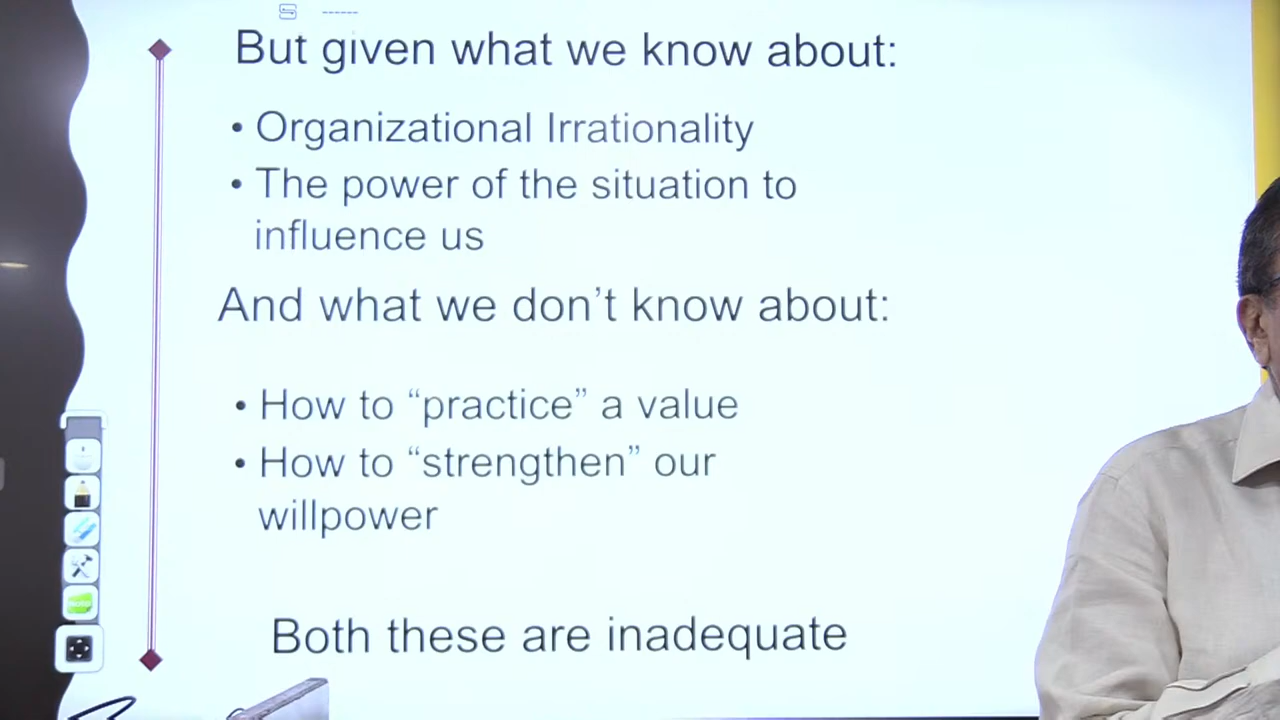 But given what we know about:
• Organizational Irrationality
• The power of the situation to
influence us
And what we don’t know about:
• How to “practice” a value
• How to “strengthen” our
willpower
Both these are inadequate